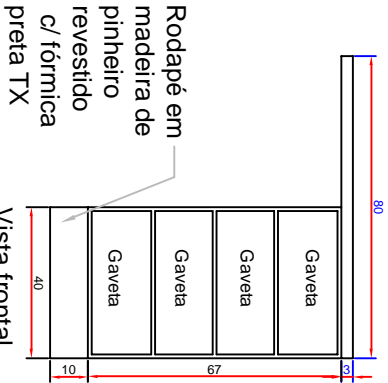 Rodapé em
madeira de
pinheiro
revestido
c/ fórmica
preta TX
80
Gaveta
Gaveta
Gaveta
Gaveta
3
67
10
40
Vista frontal